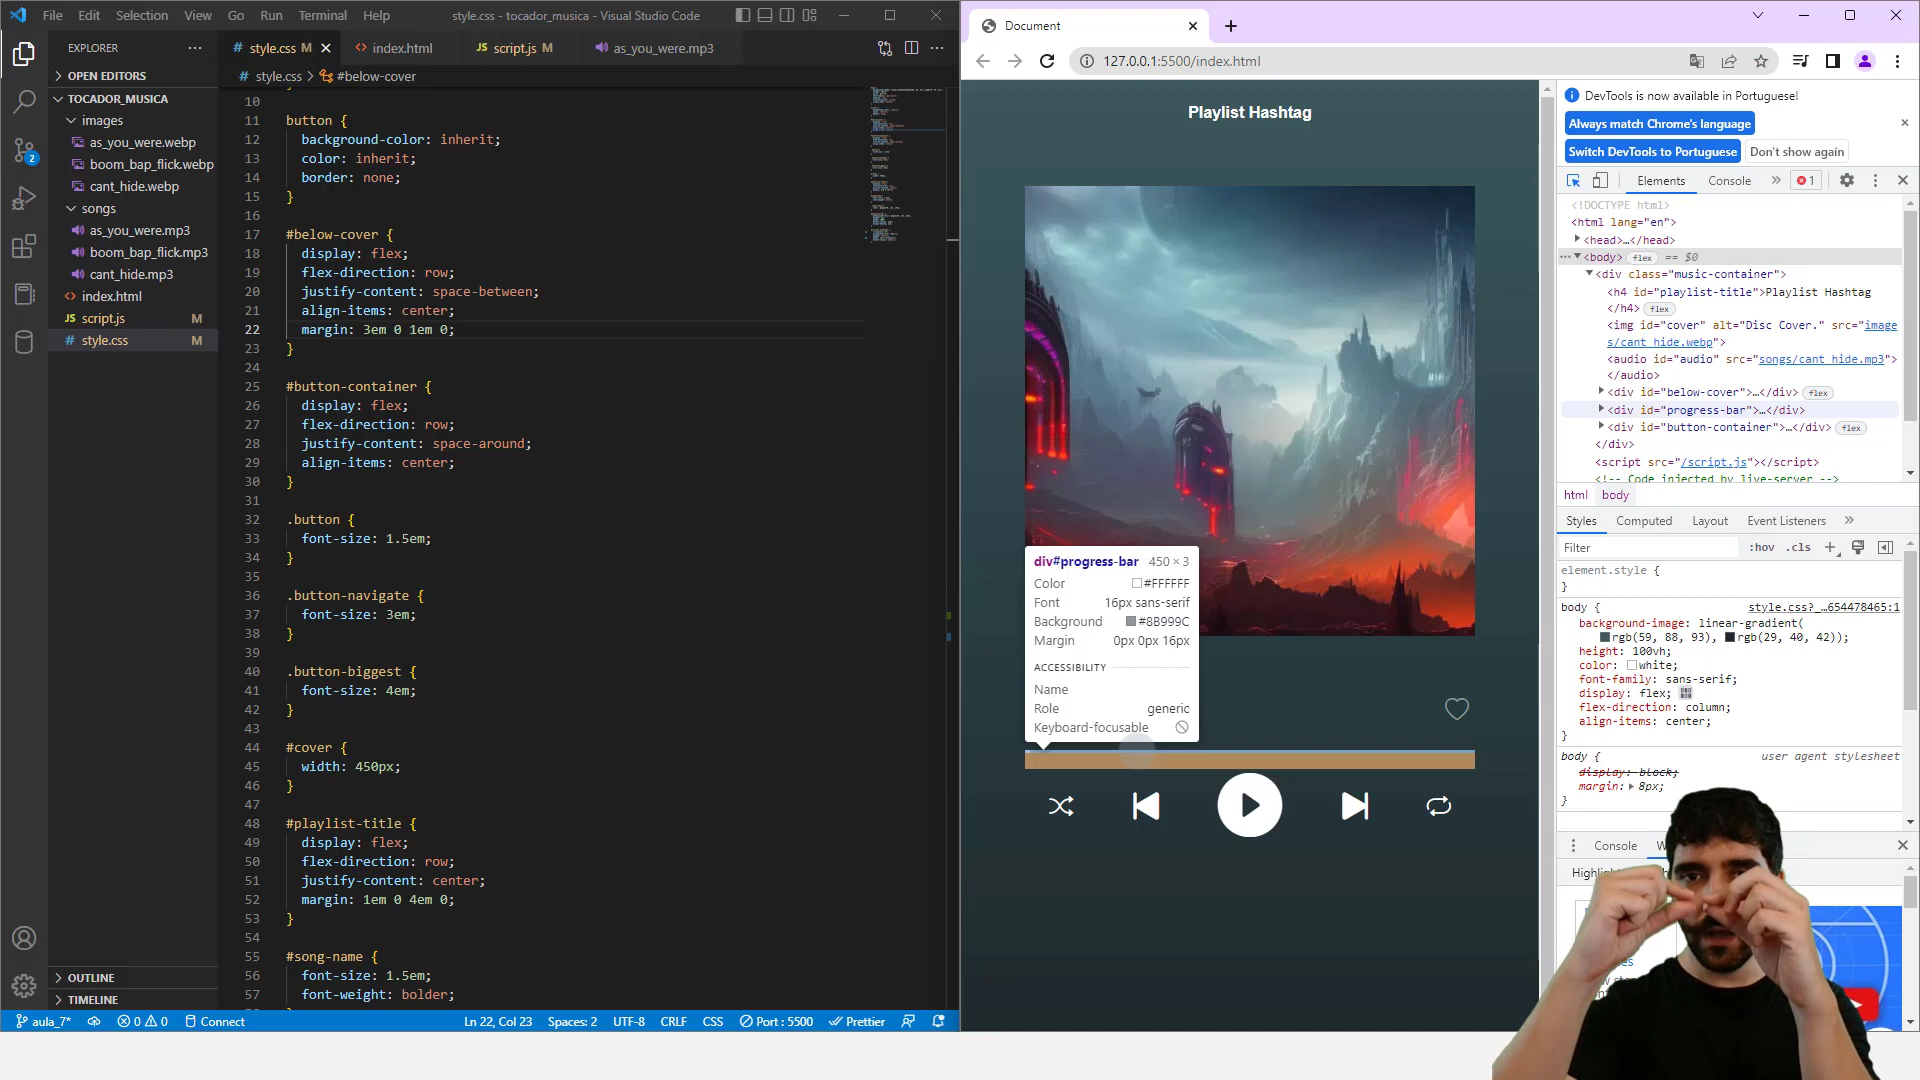 File Edit Selection View Go Run Terminal Help
style.css - tocador_musica - Visual Studio Code
EXPLORER
OPEN EDITORS
TOCADOR_MUSICA
images
as_you_were.webp
boom_bap_flick.webp
cant_hide.webp
songs
as_you_were.mp3
boom_bap_flick.mp3
cant_hide.mp3
index.html
script.js M
style.css M
OUTLINE
TIMELINE
style.css M
index.html
script.js M
as_you_were.mp3
style.css > #below-cover
10
11 button {
12 background-color: inherit;
13 color: inherit;
14 border: none;
15 }
16
17 #below-cover {
18 display: flex;
19 flex-direction: row;
20 justify-content: space-between;
21 align-items: center;
22 margin: 3em 0 1em 0;
23 }
24
25 #button-container {
26 display: flex;
27 flex-direction: row;
28 justify-content: space-around;
29 align-items: center;
30 }
31
32 .button {
33 font-size: 1.5em;
34 }
35
36 .button-navigate {
37 font-size: 3em;
38 }
39
40 .button-biggest {
41 font-size: 4em;
42 }
43
44 #cover {
45 width: 450px;
46 }
47
48 #playlist-title {
49 display: flex;
50 flex-direction: row;
51 justify-content: center;
52 margin: 1em 0 4em 0;
53 }
54
55 #song-name {
56 font-size: 1.5em;
57 font-weight: bolder;
aula_7* 0 0 Connect Ln 22, Col 23 Spaces: 2 UTF-8 CRLF CSS Port : 5500 Prettier
Document
127.0.0.1:5500/index.html
Playlist Hashtag
div#progress-bar 450 × 3
Color #FFFFFF
Font 16px sans-serif
Background #8B999C
Margin 0px 0px 16px
ACCESSIBILITY
Name
Role generic
Keyboard-focusable
DevTools is now available in Portuguese!
Always match Chrome's language
Switch DevTools to Portuguese Don't show again
Elements Console 1
<!DOCTYPE html>
<html lang="en">
<head>…</head>
<body> flex == $0
<div class="music-container">
<h4 id="playlist-title">Playlist Hashtag
</h4> flex
<img id="cover" alt="Disc Cover." src="image
s/cant_hide.webp">
<audio id="audio" src="songs/cant_hide.mp3">
</audio>
<div id="below-cover">…</div> flex
<div id="progress-bar">…</div>
<div id="button-container">…</div> flex
</div>
<script src="/script.js"></script>
<!-- Code injected by live-server -->
html body
Styles Computed Layout Event Listeners
Filter :hov .cls
element.style {
}
body { style.css?_…654478465:1
background-image: linear-gradient(
rgb(59, 88, 93), rgb(29, 40, 42));
height: 100vh;
color: white;
font-family: sans-serif;
display: flex;
flex-direction: column;
align-items: center;
}
body { user agent stylesheet
display: block;
margin: 8px;
}
Console